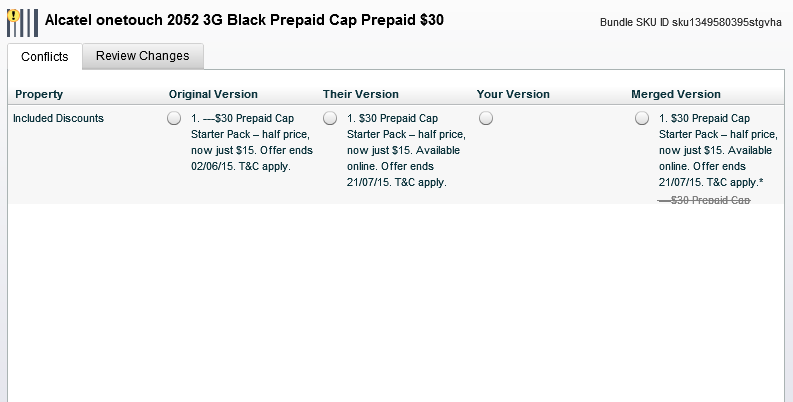 Alcatel onetouch 2052 3G Black Prepaid Cap Prepaid $30
Bundle SKU ID sku1349580395stgvha
Conflicts
Review Changes
Property
Original Version
Their Version
Your Version
Merged Version
Included Discounts
1. ---$30 Prepaid Cap
Starter Pack – half price,
now just $15. Offer ends
02/06/15. T&C apply.
1. $30 Prepaid Cap
Starter Pack – half price,
now just $15. Available
online. Offer ends
21/07/15. T&C apply.
1. $30 Prepaid Cap
Starter Pack – half price,
now just $15. Available
online. Offer ends
21/07/15. T&C apply.*
---$30 Prepaid Cap